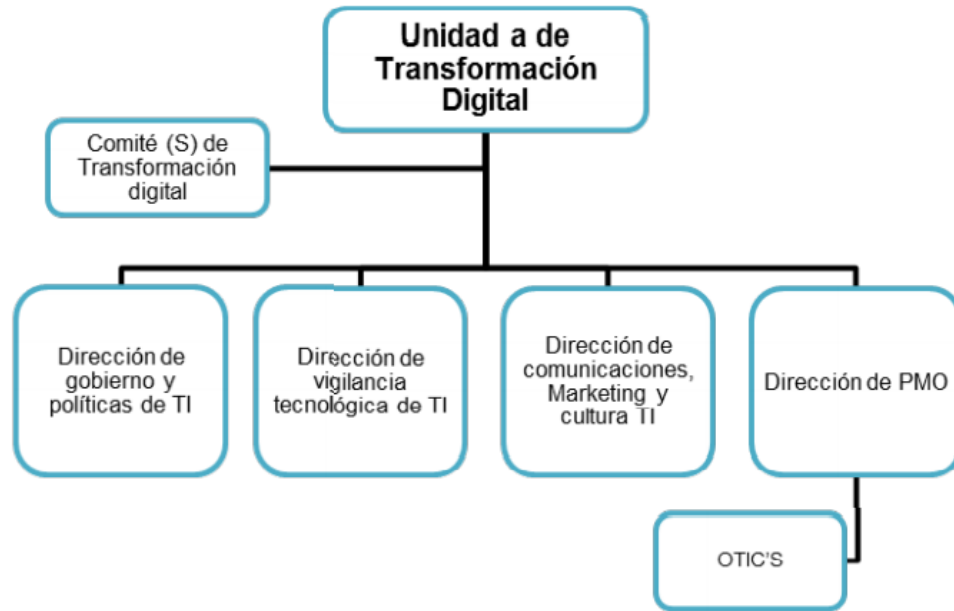 Unidad a de
Transformación
Digital
Comité (S) de
Transformación
digital
Dirección de
gobierno y
políticas de TI
Dirección de
vigilancia
tecnológica de TI
Dirección de
comunicaciones,
Marketing y
cultura TI
Dirección de PMO
OTIC'S